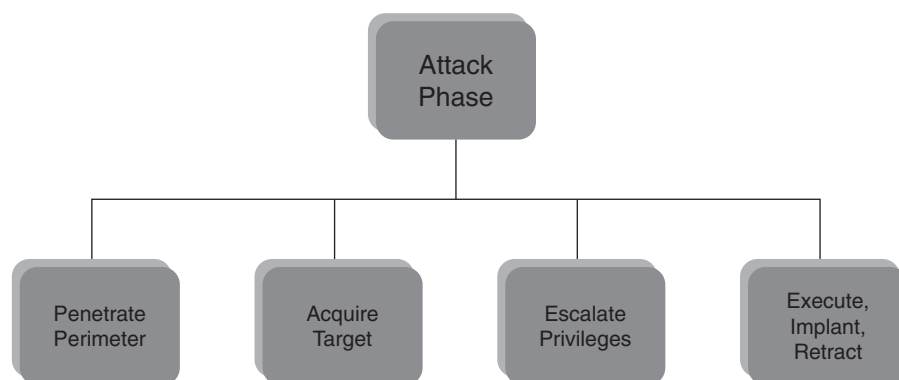 Attack
Phase
Penetrate
Perimeter
Acquire
Target
Escalate
Privileges
Execute,
Implant,
Retract